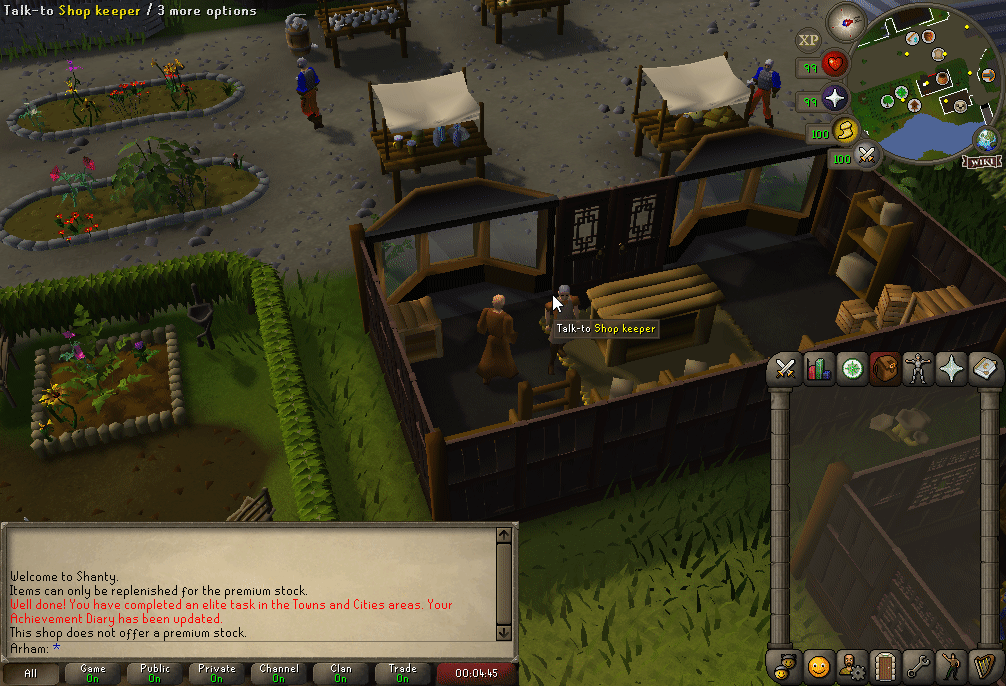 Talk-to Shop keeper / 3 more options
XP
99
99
100
100
WIKI
Talk-to Shop keeper
Welcome to Shanty.
Items can only be replenished for the premium stock.
Well done! You have completed an elite task in the Towns and Cities areas. Your
Achievement Diary has been updated.
This shop does not offer a premium stock.
Arham: *
All
Game
On
Public
On
Private
On
Channel
On
Clan
On
Trade
On
00:04:45